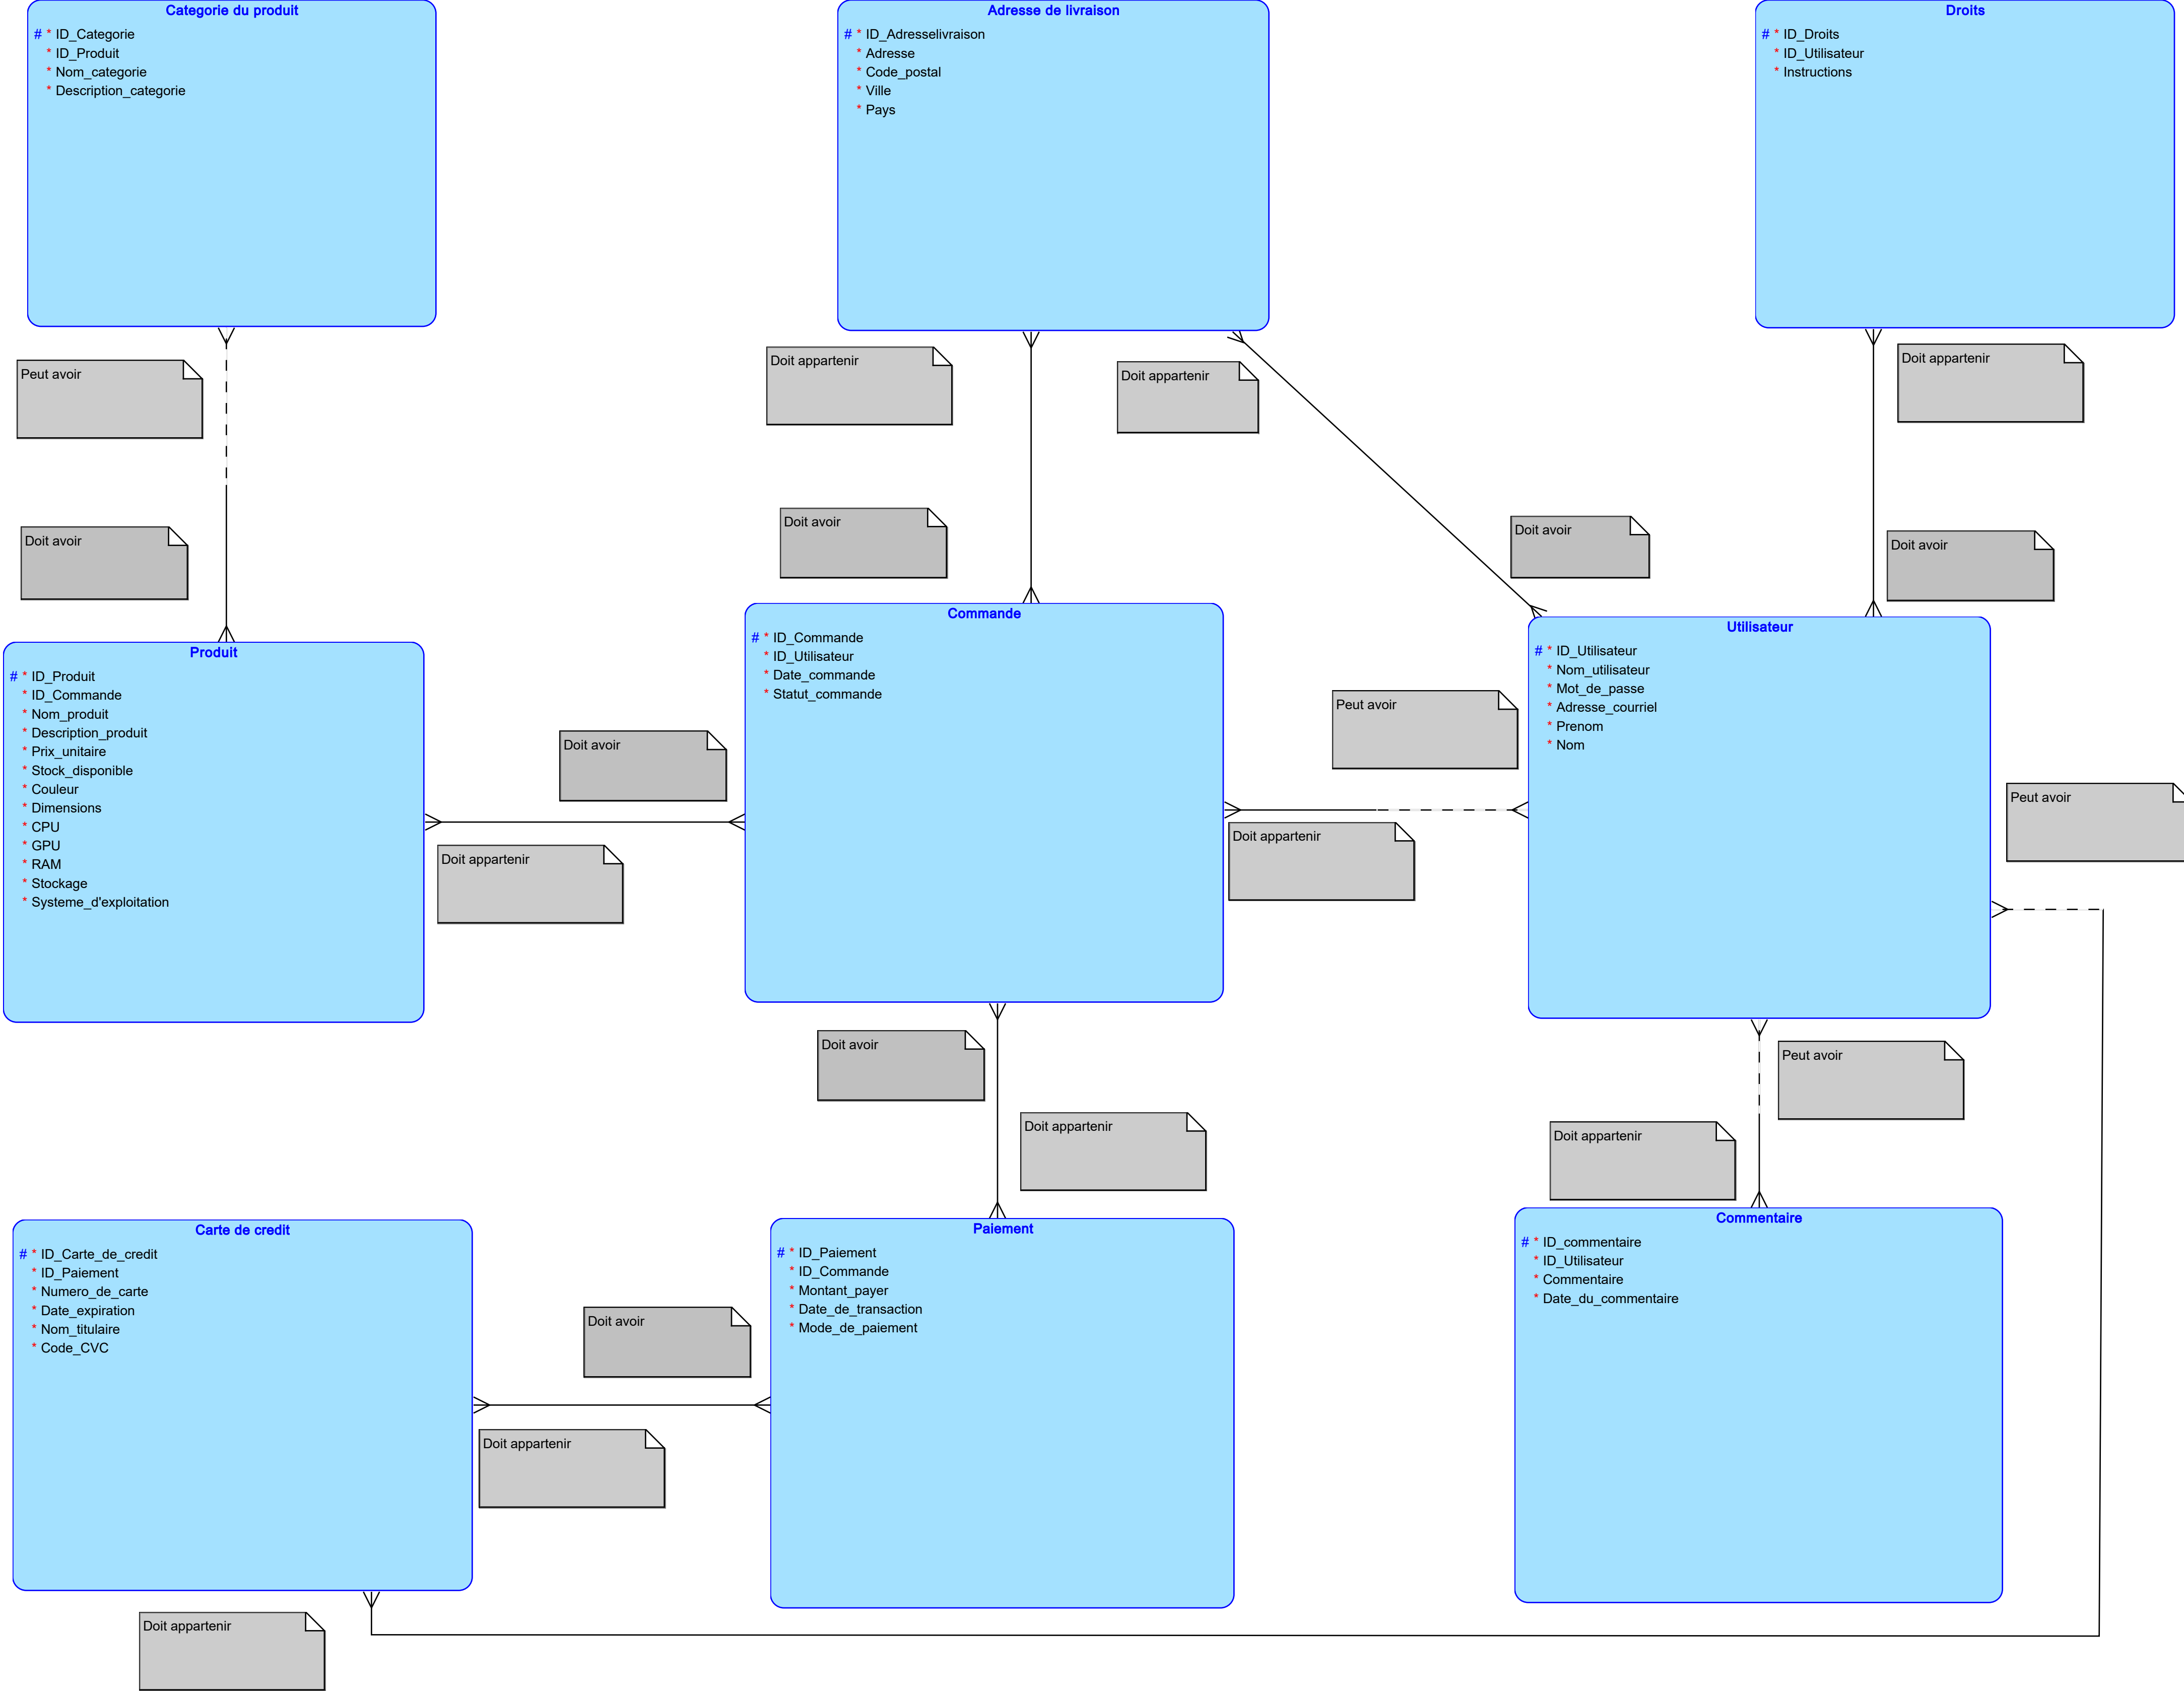 Categorie du produit
# * ID_Categorie
* ID_Produit
* Nom_categorie
* Description_categorie
Adresse de livraison
# * ID_Adresselivraison
* Adresse
* Code_postal
* Ville
* Pays
Droits
# * ID_Droits
* ID_Utilisateur
* Instructions
Peut avoir
Doit appartenir
Doit appartenir
Doit appartenir
Doit avoir
Doit avoir
Doit avoir
Doit avoir
Produit
# * ID_Produit
* ID_Commande
* Nom_produit
* Description_produit
* Prix_unitaire
* Stock_disponible
* Couleur
* Dimensions
* CPU
* GPU
* RAM
* Stockage
* Systeme_d'exploitation
Doit avoir
Doit appartenir
Commande
# * ID_Commande
* ID_Utilisateur
* Date_commande
* Statut_commande
Peut avoir
Doit appartenir
Utilisateur
# * ID_Utilisateur
* Nom_utilisateur
* Mot_de_passe
* Adresse_courriel
* Prenom
* Nom
Peut avoir
Doit avoir
Doit appartenir
Peut avoir
Doit appartenir
Carte de credit
# * ID_Carte_de_credit
* ID_Paiement
* Numero_de_carte
* Date_expiration
* Nom_titulaire
* Code_CVC
Doit avoir
Doit appartenir
Paiement
# * ID_Paiement
* ID_Commande
* Montant_payer
* Date_de_transaction
* Mode_de_paiement
Commentaire
# * ID_commentaire
* ID_Utilisateur
* Commentaire
* Date_du_commentaire
Doit appartenir